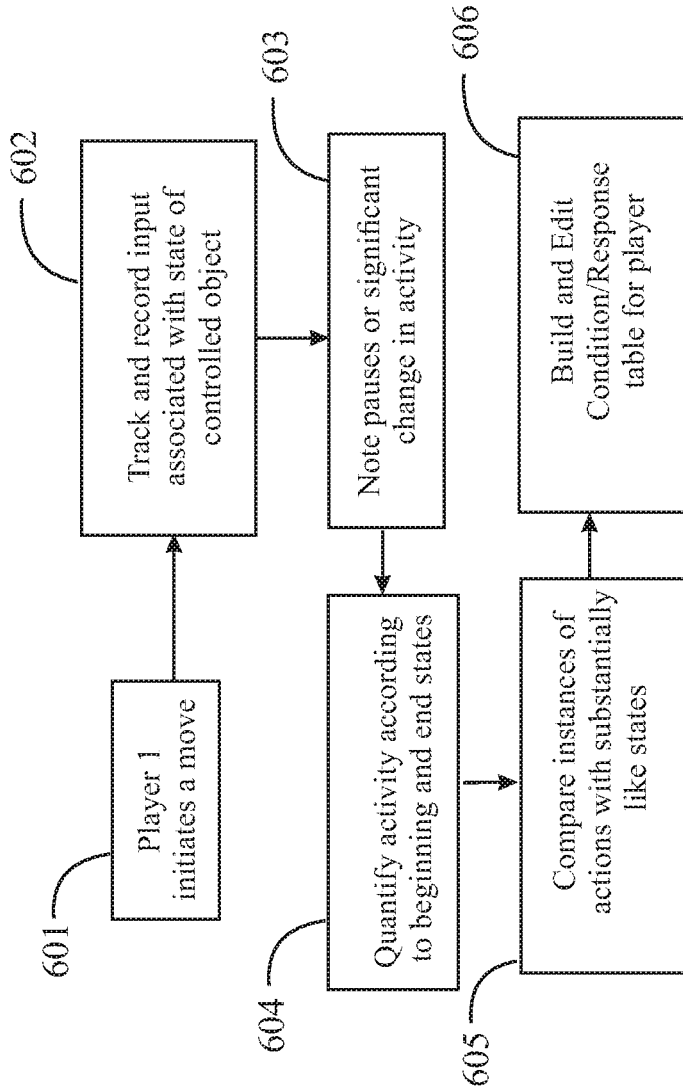 601
Player 1
initiates a move
602
Track and record input
associated with state of
controlled object
603
Note pauses or significant
change in activity
604
Quantify activity according
to beginning and end states
605
Compare instances of
actions with substantially
like states
606
Build and Edit
Condition/Response
table for player